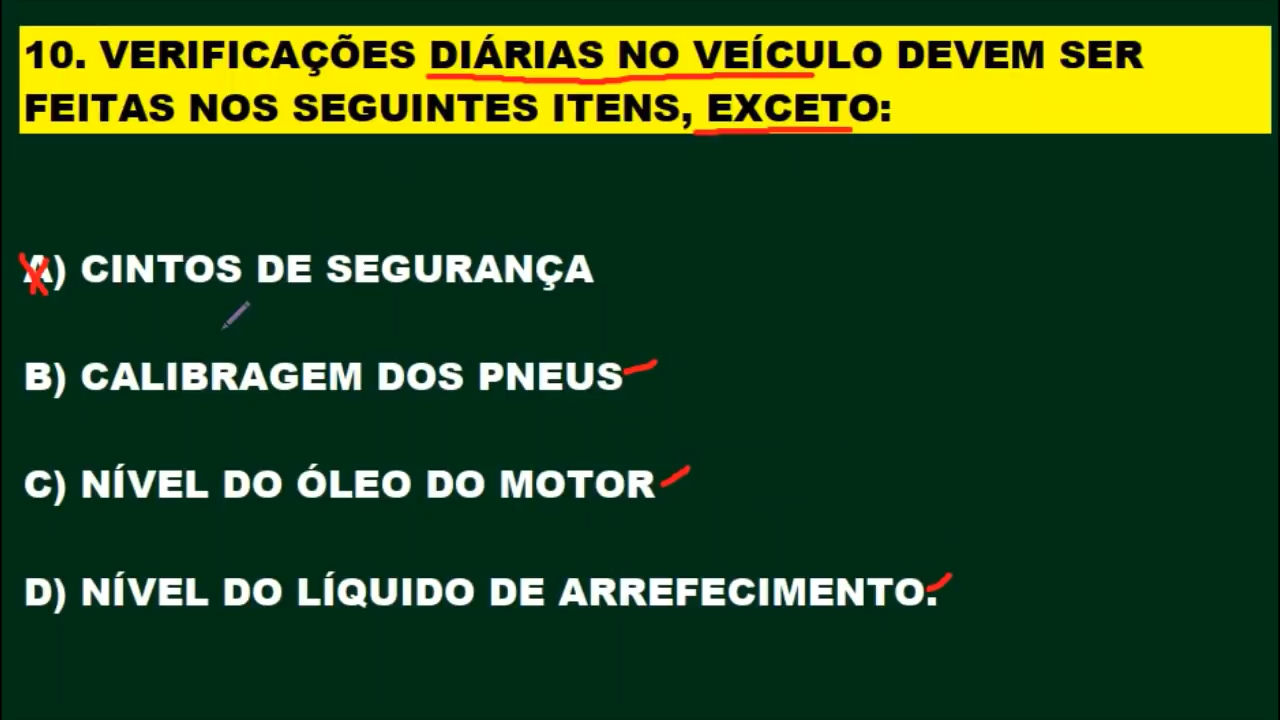 10. VERIFICAÇÕES DIÁRIAS NO VEÍCULO DEVEM SER
FEITAS NOS SEGUINTES ITENS, EXCETO:
A) CINTOS DE SEGURANÇA
B) CALIBRAGEM DOS PNEUS
C) NÍVEL DO ÓLEO DO MOTOR
D) NÍVEL DO LÍQUIDO DE ARREFECIMENTO.